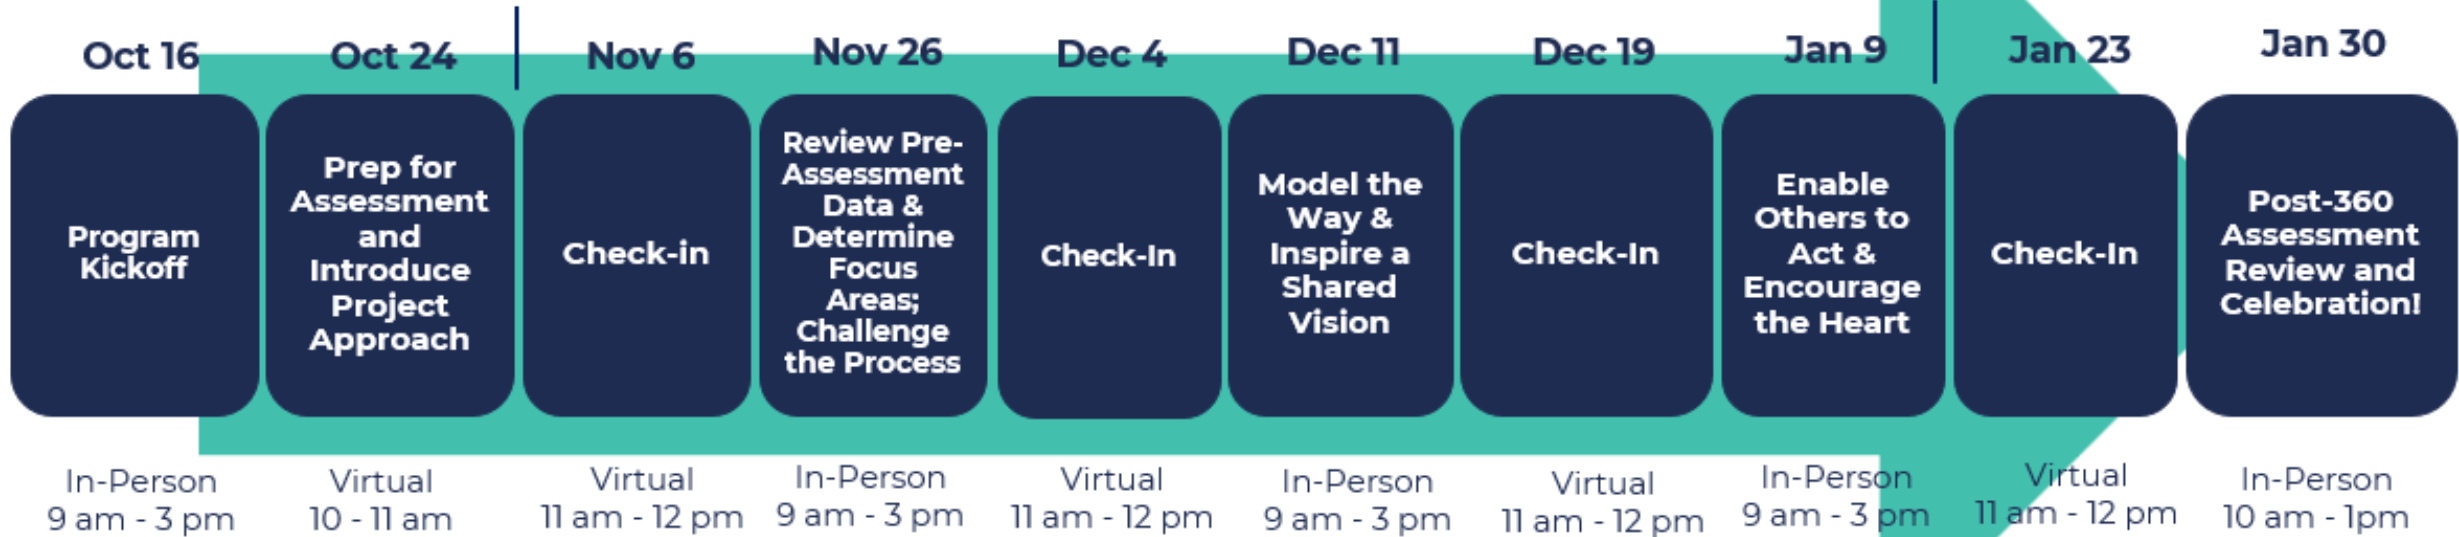 Oct 16
Oct 24
Nov 6
Nov 26
Dec 4
Dec 11
Dec 19
Jan 9
Jan 23
Jan 30
Program
Kickoff
Prep for
Assessment
and
Introduce
Project
Approach
Check-in
Review Pre-
Assessment
Data &
Determine
Focus
Areas;
Challenge
the Process
Check-In
Model the
Way &
Inspire a
Shared
Vision
Check-In
Enable
Others to
Act &
Encourage
the Heart
Check-In
Post-360
Assessment
Review and
Celebration!
In-Person
9 am - 3 pm
Virtual
10 - 11 am
Virtual
11 am - 12 pm
In-Person
9 am - 3 pm
Virtual
11 am - 12 pm
In-Person
9 am - 3 pm
Virtual
11 am - 12 pm
In-Person
9 am - 3 pm
Virtual
11 am - 12 pm
In-Person
10 am - 1pm